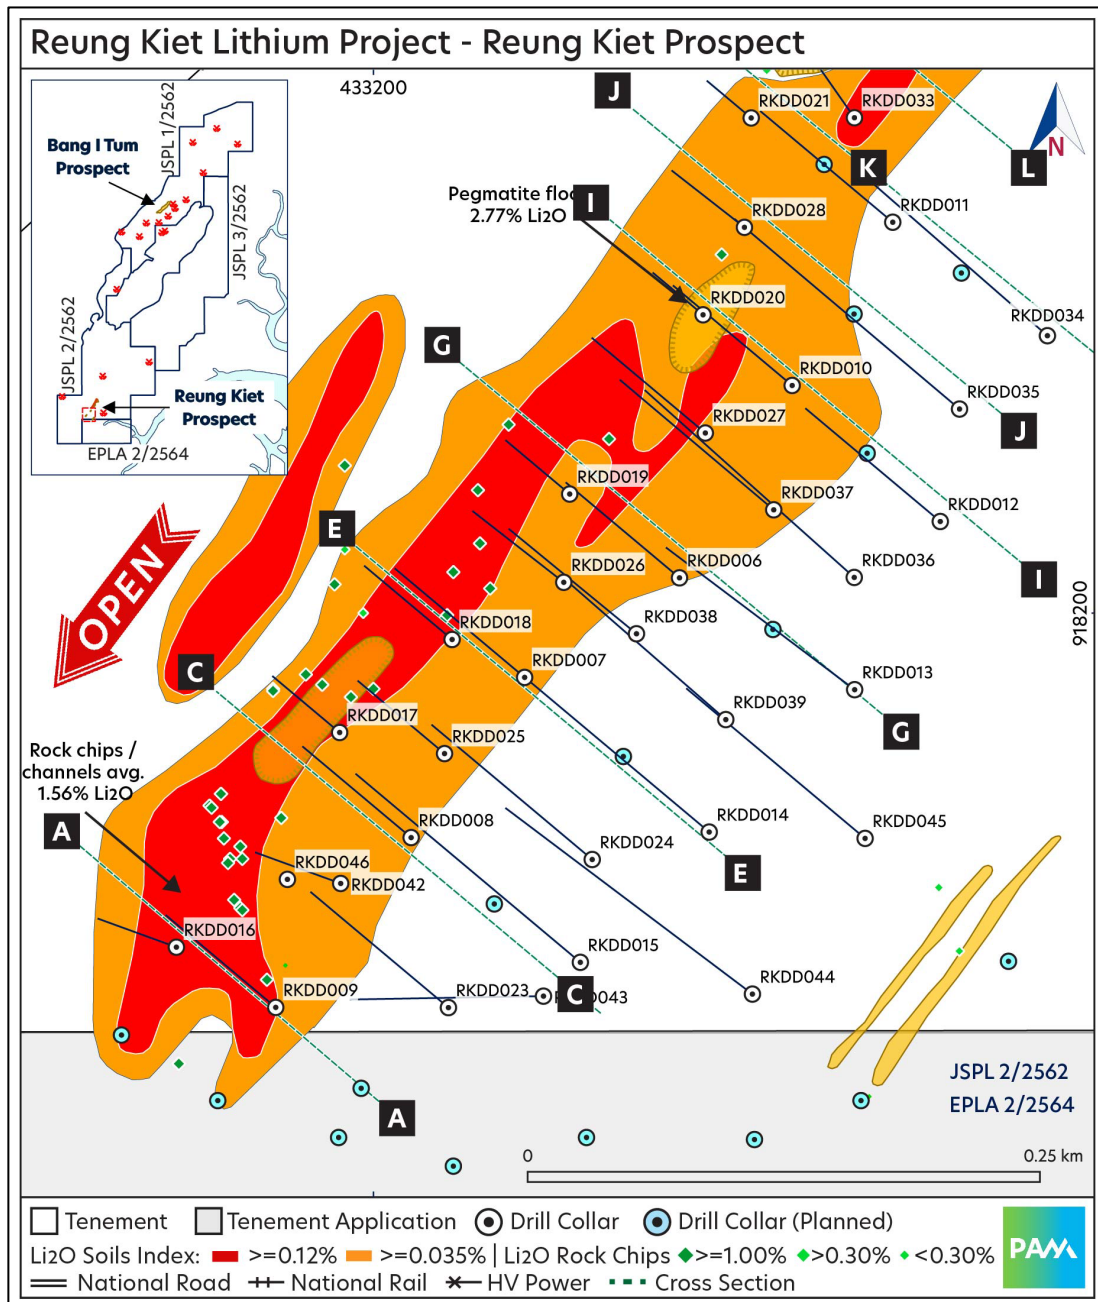 Reung Kiet Lithium Project - Reung Kiet Prospect
433200
JSPL 1/2562
Bang I Tum
Prospect
JSPL 3/2562
JSPL 2/2562
Reung Kiet
Prospect
EPLA 2/2564
N
J
RKDD021
RKDD033
K
L
Pegmatite floa
2.77% Li2O
I
RKDD028
RKDD011
RKDD020
RKDD034
G
RKDD010
RKDD035
RKDD027
J
RKDD019
RKDD037
RKDD012
E
OPEN
RKDD026
RKDD006
RKDD036
I
918200
RKDD018
RKDD038
C
RKDD007
RKDD013
RKDD017
RKDD025
RKDD039
G
Rock chips /
channels avg.
1.56% Li2O
A
RKDD008
RKDD014
RKDD045
RKDD024
E
RKDD046
RKDD042
RKDD016
RKDD015
RKDD009
RKDD023
C
043
RKDD044
JSPL 2/2562
EPLA 2/2564
A
0
0.25 km
Tenement
Tenement Application
Drill Collar
Drill Collar (Planned)
Li2O Soils Index: >=0.12% >=0.035% | Li2O Rock Chips >=1.00% >0.30% <0.30%
National Road
National Rail
HV Power
Cross Section
PAM